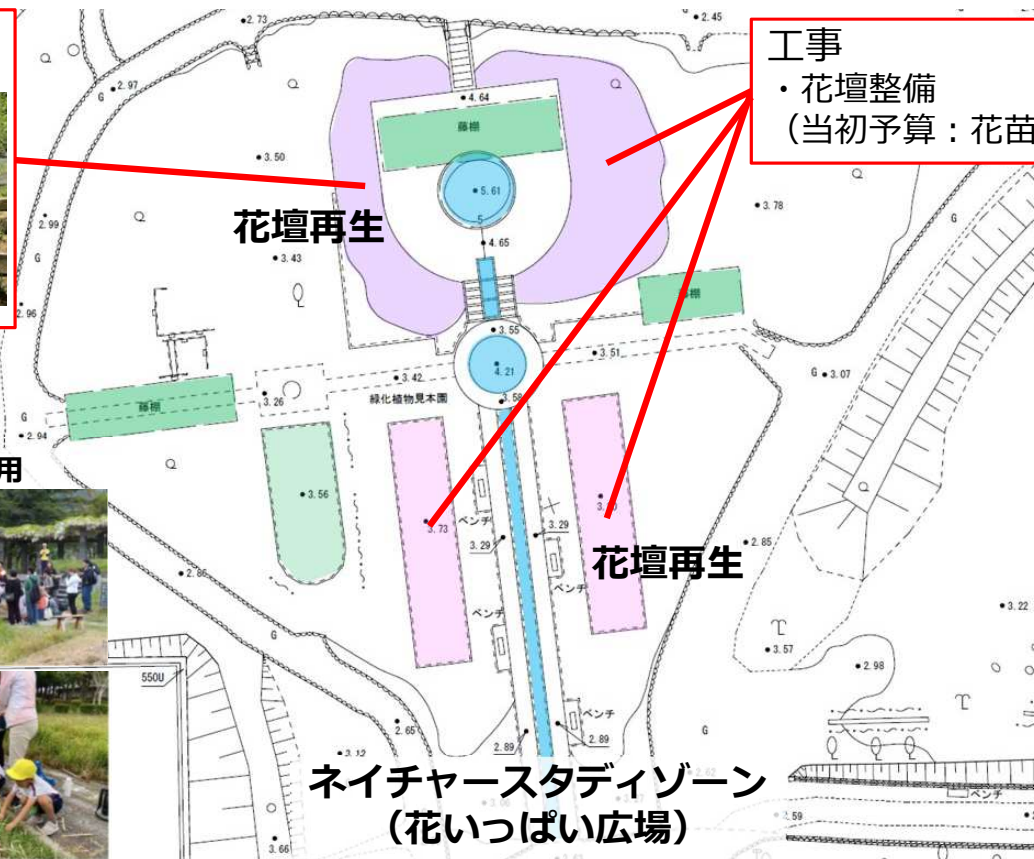 2.73
2.45
工事
・花壇整備
（当初予算：花苗
G
2.97
4.64
藤棚
3.50
5.61
5
3.78
2.99
花壇再生
4.65
G
G
3.43
2.96
藤棚
3.55
3.51
4.21
3.42
G 3.07
藤棚
3.26
緑化植物見本園
3.58
G
2.94
用
3.56
3.73
ベンチ
3.29
3.29
2.85
花壇再生
ベンチ
3.22
ベンチ
G
3.57
2.98
550U
ベンチ
2.65
G
2.89
2.89
3.12
ネイチャースタディゾーン
（花いっぱい広場）
ベンチ
3.66